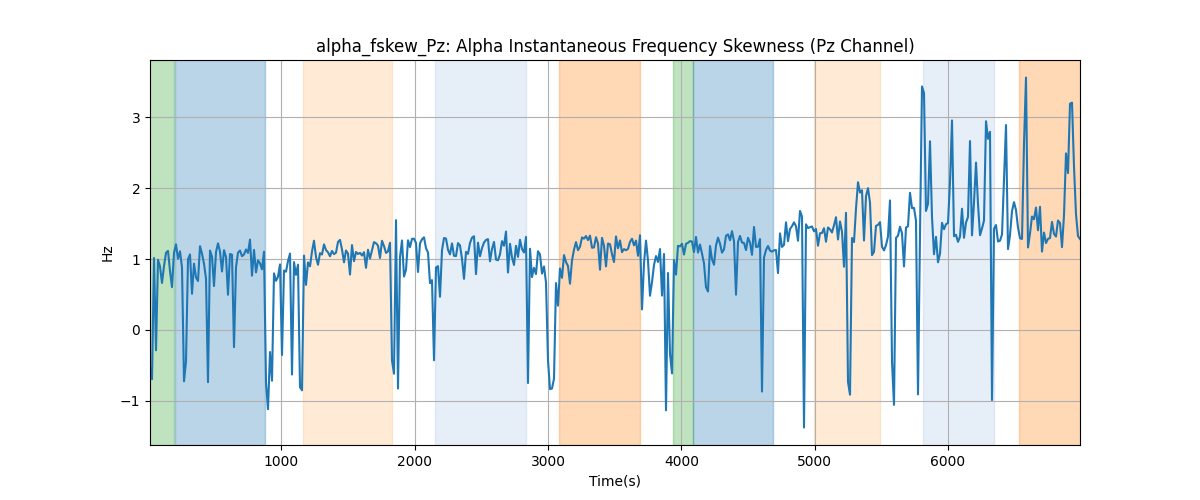 alpha_fskew_Pz: Alpha Instantaneous Frequency Skewness (Pz Channel)
3
2
1
0
−1
Hz
1000 2000 3000 4000 5000 6000
Time(s)